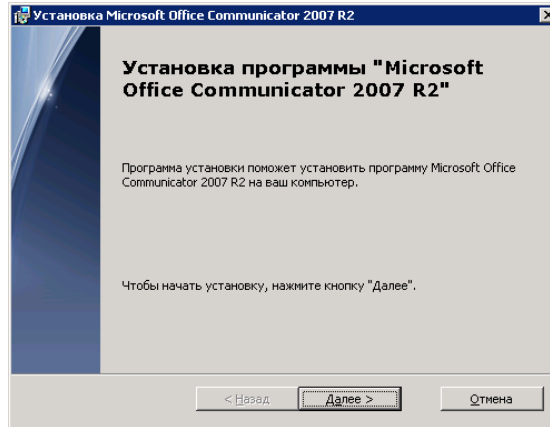 Установка Microsoft Office Communicator 2007 R2
Установка программы "Microsoft
Office Communicator 2007 R2"
Программа установки поможет установить программу Microsoft Office
Communicator 2007 R2 на ваш компьютер.
Чтобы начать установку, нажмите кнопку "Далее".
< Назад Далее > Отмена